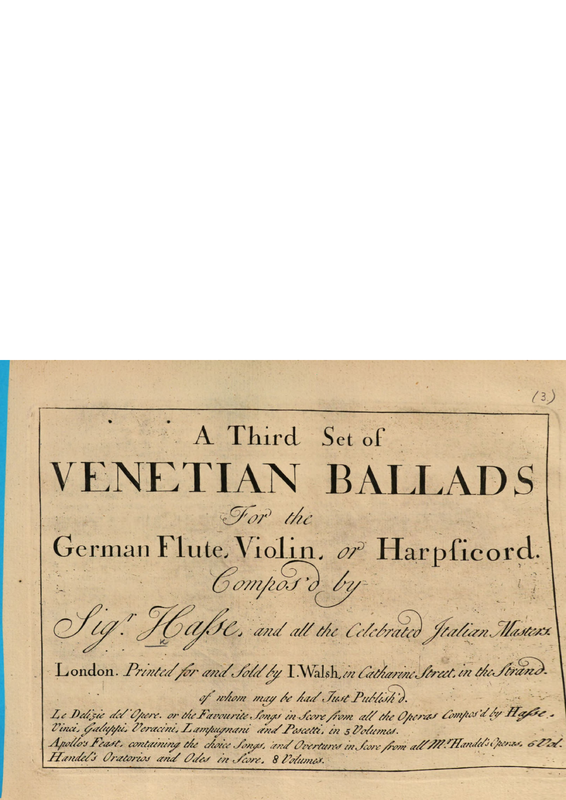 (3.)
A Third Set of
VENETIAN BALLADS
For the
German Flute, Violin, or Harpſicord.
Compos'd by
Sigr. Haſse, and all the Celebrated Italian Masters.
London. Printed for and Sold by I. Walsh, in Catharine Street, in the Strand.
of whom may be had Just Publish'd.
Le Delizie del' Opere. or the Favourite Songs in Score from all the Operas Compos'd by Haſse,
Vinci, Galuppi, Veracini, Lampugnani and Pescetti, in 5 Volumes.
Apollo's Feast, containing the choice Songs, and Overtures in Score from all Mr. Handel's Operas, 6 Vol.
Handel's Oratorios and Odes in Score, 8 Volumes.